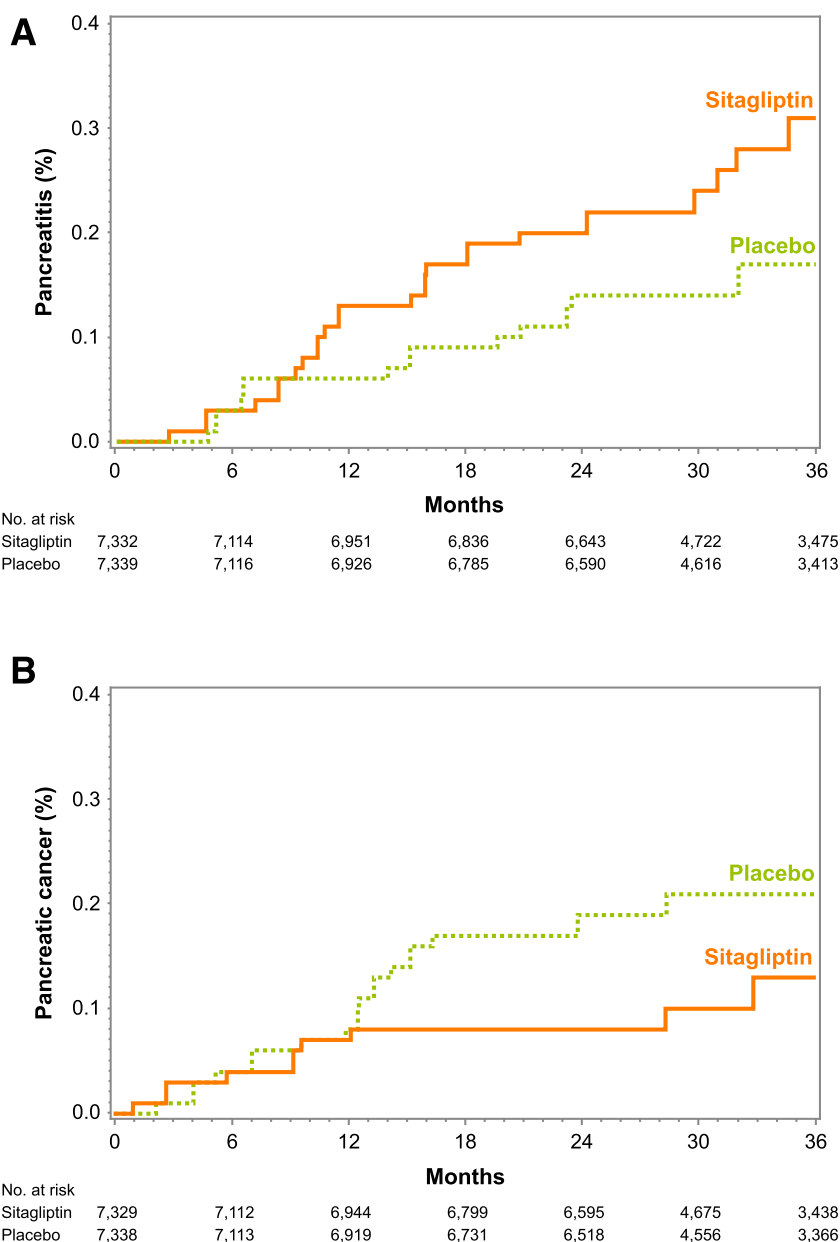 A
0.4
Sitagliptin
0.3
Placebo
0.2
0.1
0.0
Pancreatitis (%)
0 6 12 18 24 30 36
Months
No. at risk
Sitagliptin 7,332 7,114 6,951 6,836 6,643 4,722 3,475
Placebo 7,339 7,116 6,926 6,785 6,590 4,616 3,413
B
0.4
0.3
Placebo
0.2
Sitagliptin
0.1
0.0
Pancreatic cancer (%)
0 6 12 18 24 30 36
Months
No. at risk
Sitagliptin 7,329 7,112 6,944 6,799 6,595 4,675 3,438
Placebo 7,338 7,113 6,919 6,731 6,518 4,556 3,366